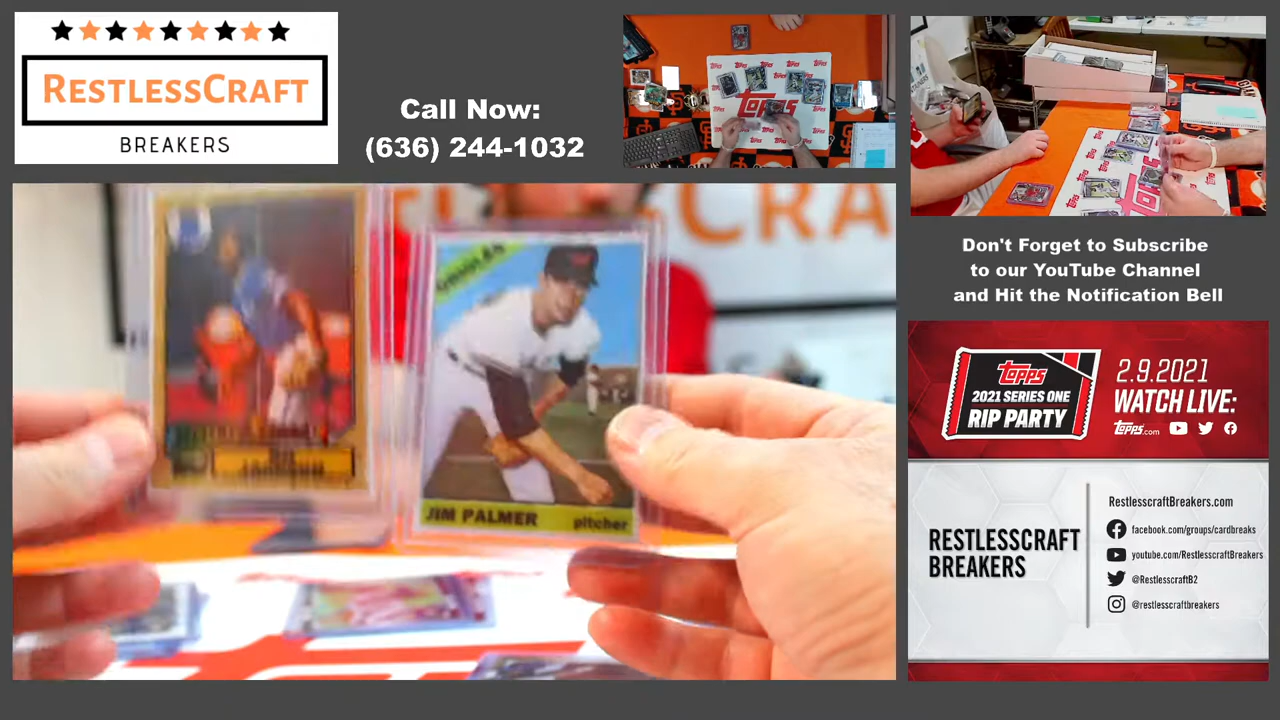 RESTLESSCRAFT
BREAKERS
Call Now:
(636) 244-1032
Topps
ORIOLES
JIM PALMER pitcher
Don't Forget to Subscribe
to our YouTube Channel
and Hit the Notification Bell
Topps
2021 SERIES ONE
RIP PARTY
2.9.2021
WATCH LIVE:
Topps.com
RESTLESSCRAFT
BREAKERS
RestlesscraftBreakers.com
facebook.com/groups/cardbreaks
youtube.com/RestlesscraftBreakers
@RestlesscraftB2
@restlesscraftbreakers